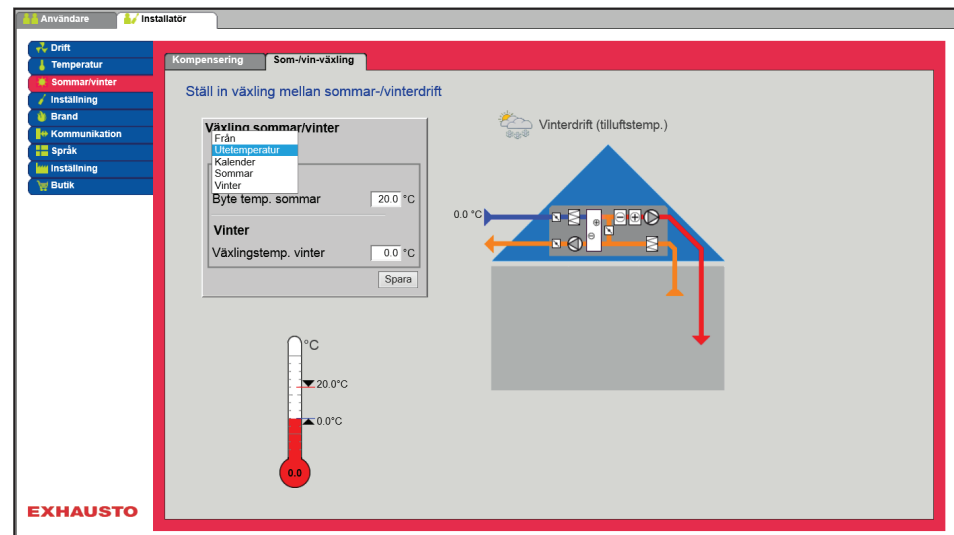 Användare
Installatör
Drift
Temperatur
Sommar/vinter
Inställning
Brand
Kommunikation
Språk
Inställning
Butik
Kompensering
Som-/vin-växling
Ställ in växling mellan sommar-/vinterdrift
Växling sommar/vinter
Från
Utetemperatur
Kalender
Sommar
Vinter
Byte temp. sommar 20.0 °C
Vinter
Växlingstemp. vinter 0.0 °C
Spara
Vinterdrift (tilluftstemp.)
0.0 °C
°C
20.0°C
0.0°C
0.0
EXHAUSTO